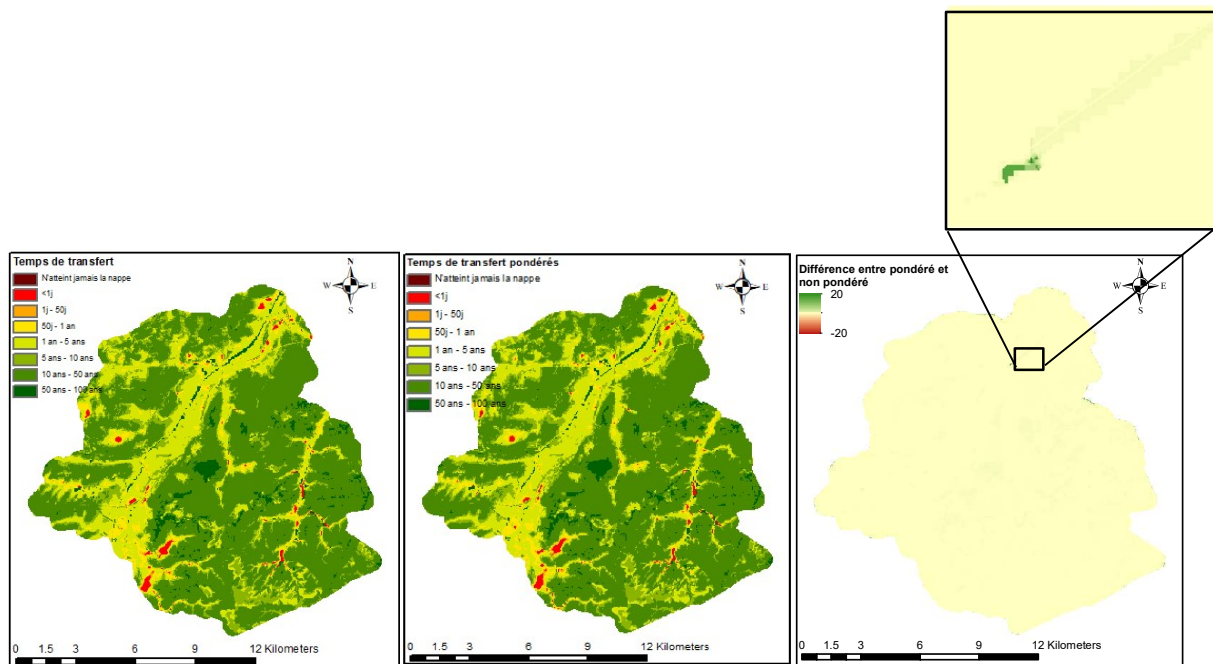 Temps de transfert
N'atteint jamais la nappe
<1j
1j - 50j
50j - 1 an
1 an - 5 ans
5 ans - 10 ans
10 ans - 50 ans
50 ans - 100 ans
N
W E
S
0 1.5 3 6 9 12 Kilometers
Temps de transfert pondérés
N'atteint jamais la nappe
<1j
1j - 50j
50j - 1 an
1 an - 5 ans
5 ans - 10 ans
10 ans - 50 ans
50 ans - 100 ans
N
W E
S
0 1.5 3 6 9 12 Kilometers
Différence entre pondéré et
non pondéré
20
-20
N
W E
S
0 1.5 3 6 9 12 Kilometers